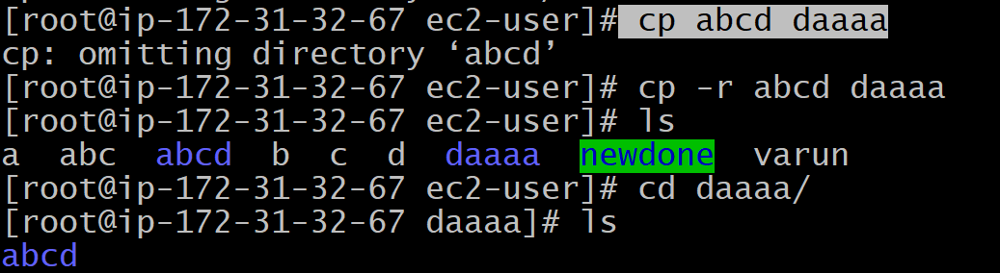 [root@ip-172-31-32-67 ec2-user]# cp abcd daaaa
cp: omitting directory ‘abcd’
[root@ip-172-31-32-67 ec2-user]# cp -r abcd daaaa
[root@ip-172-31-32-67 ec2-user]# ls
a  abc  abcd  b  c  d  daaaa  newdone  varun
[root@ip-172-31-32-67 ec2-user]# cd daaaa/
[root@ip-172-31-32-67 daaaa]# ls
abcd